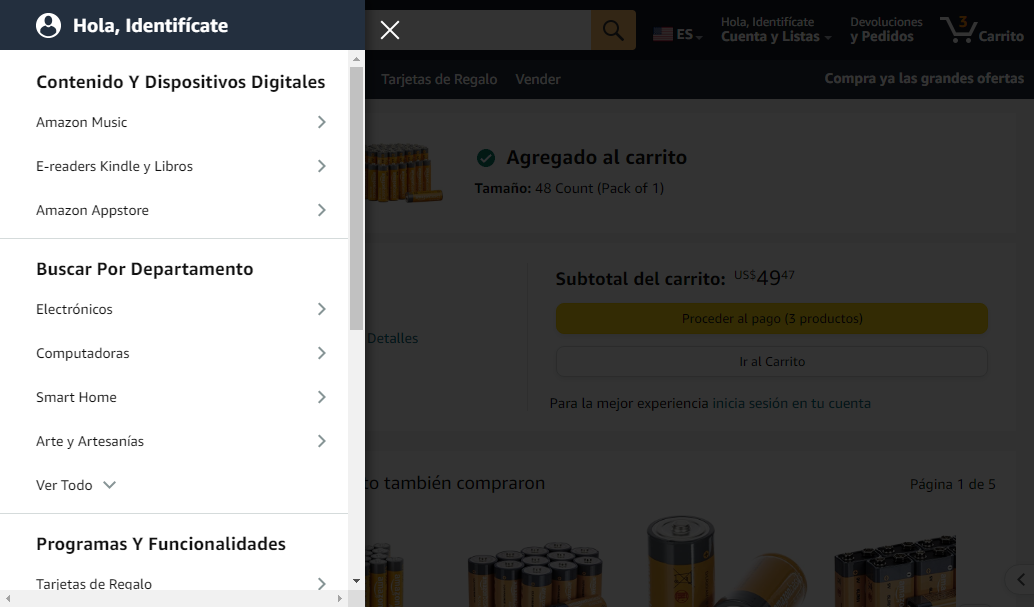 Hola, Identifícate
Contenido Y Dispositivos Digitales
Amazon Music
E-readers Kindle y Libros
Amazon Appstore
Buscar Por Departamento
Electrónicos
Computadoras
Smart Home
Arte y Artesanías
Ver Todo
Programas Y Funcionalidades
Tarjetas de Regalo
ES
Hola, Identifícate
Cuenta y Listas
Devoluciones
y Pedidos
3
Carrito
Tarjetas de Regalo Vender
Compra ya las grandes ofertas
Agregado al carrito
Tamaño: 48 Count (Pack of 1)
Detalles
Subtotal del carrito: US$4947
Proceder al pago (3 productos)
Ir al Carrito
Para la mejor experiencia inicia sesión en tu cuenta
to también compraron
Página 1 de 5